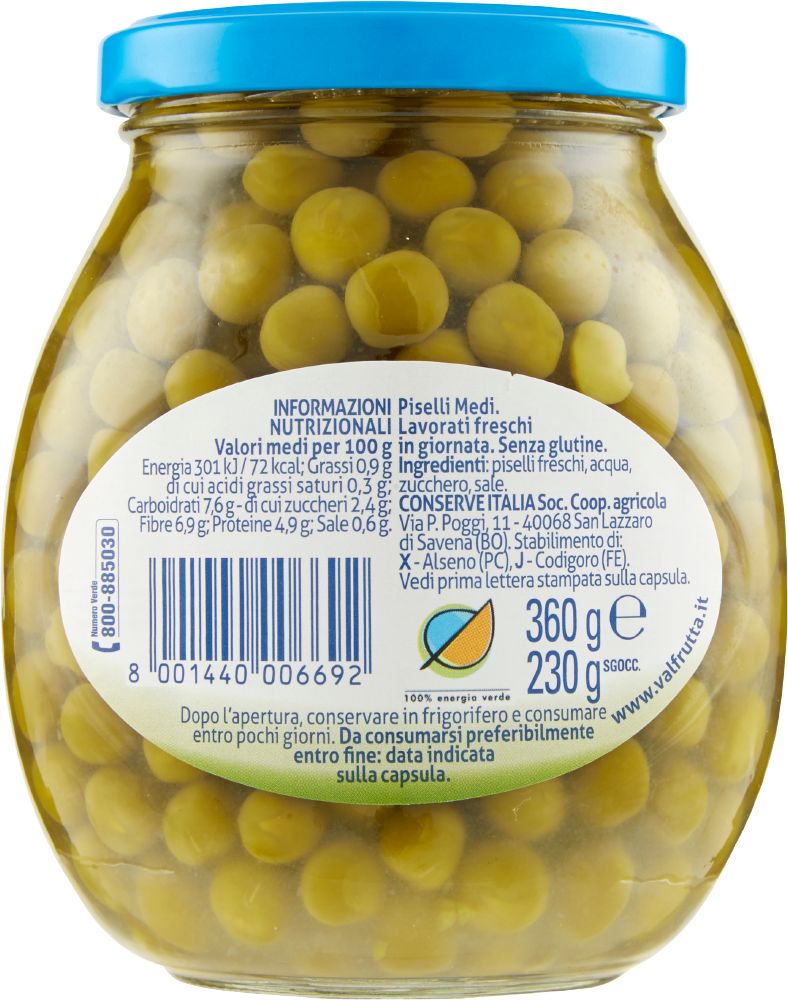 INFORMAZIONI
NUTRIZIONALI
Valori medi per 100 g
Energia 301 kJ / 72 kcal; Grassi 0,9 g
di cui acidi grassi saturi 0,3 g;
Carboidrati 7,6 g - di cui zuccheri 2,4 g;
Fibre 6,9 g; Proteine 4,9 g; Sale 0,6 g.
Piselli Medi.
Lavorati freschi
in giornata. Senza glutine.
Ingredienti: piselli freschi, acqua,
zucchero, sale.
CONSERVE ITALIA Soc. Coop. agricola
Via P. Poggi, 11 - 40068 San Lazzaro
di Savena (BO). Stabilimento di:
X - Alseno (PC), J - Codigoro (FE).
Vedi prima lettera stampata sulla capsula.
Numero Verde
800-885030
8 001440 006692
100% energia verde
360 g ℮
230 g SGOCC.
www.valfrutta.it
Dopo l'apertura, conservare in frigorifero e consumare
entro pochi giorni. Da consumarsi preferibilmente
entro fine: data indicata
sulla capsula.